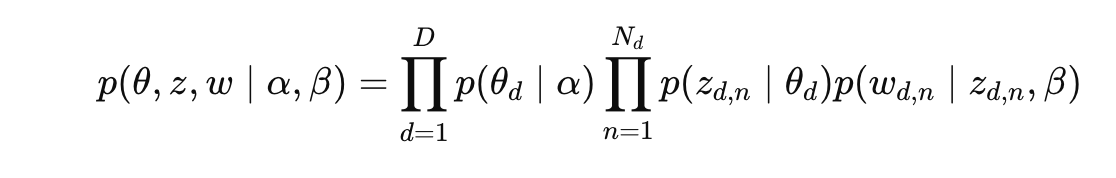 p(θ, z, w | α, β) = ∏_{d=1}^{D} p(θ_d | α) ∏_{n=1}^{N_d} p(z_{d,n} | θ_d)p(w_{d,n} | z_{d,n}, β)